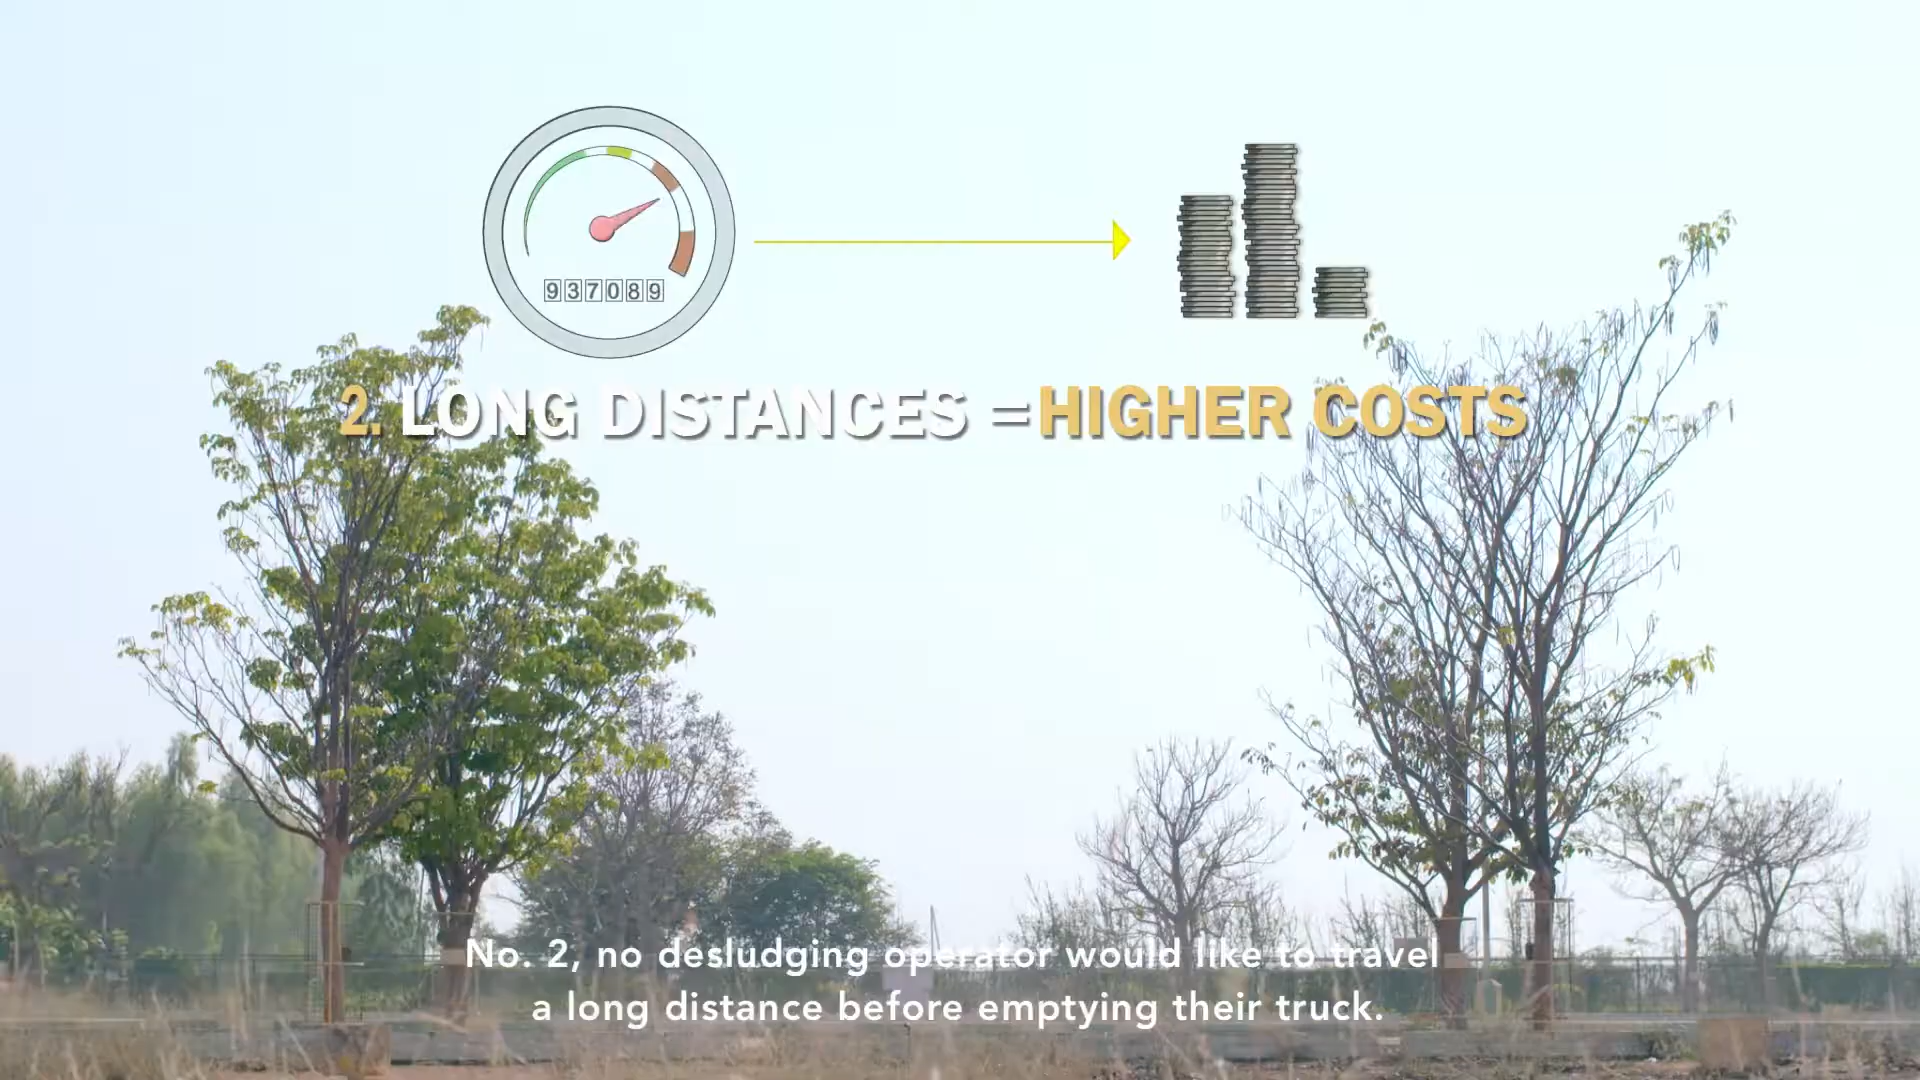 937089
2. LONG DISTANCES = HIGHER COSTS
No. 2, no desludging operator would like to travel
a long distance before emptying their truck.